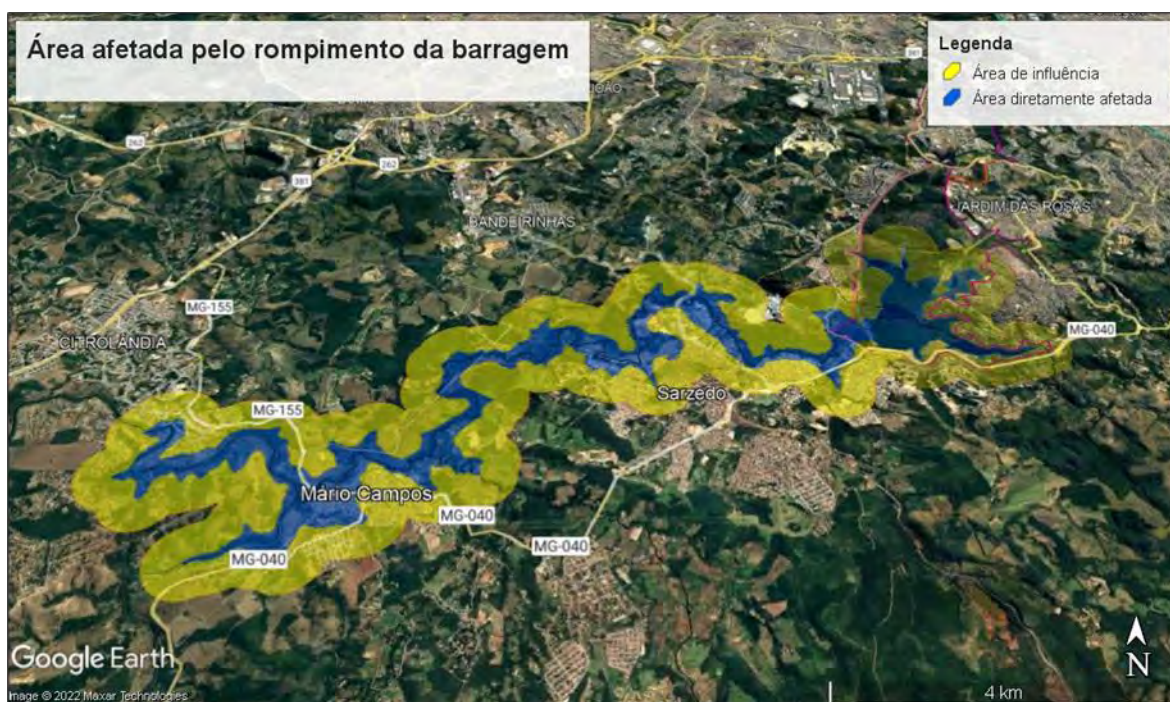 Área afetada pelo rompimento da barragem
Legenda
Área de influência
Área diretamente afetada
381
262
262
381
BANDEIRINHAS
JARDIM DAS ROSAS
MG-155
CITROLÂNDIA
MG-040
Sarzedo
MG-155
Mário Campos
MG-040
MG-040
MG-040
Google Earth
Image © 2022 Maxar Technologies
4 km
N